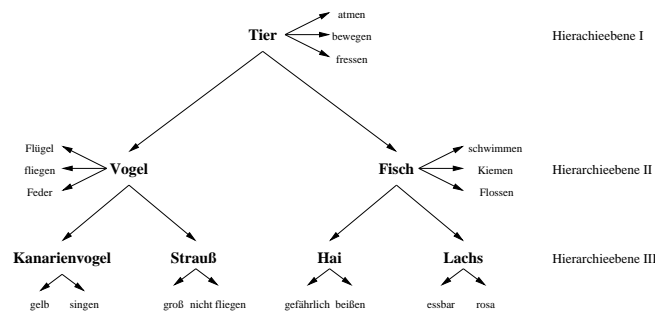 atmen
Tier bewegen Hierachieebene I
fressen
Flügel schwimmen
fliegen Vogel Fisch Kiemen Hierarchieebene II
Feder Flossen
Kanarienvogel Strauß Hai Lachs Hierarchieebene III
gelb singen groß nicht fliegen gefährlich beißen essbar rosa